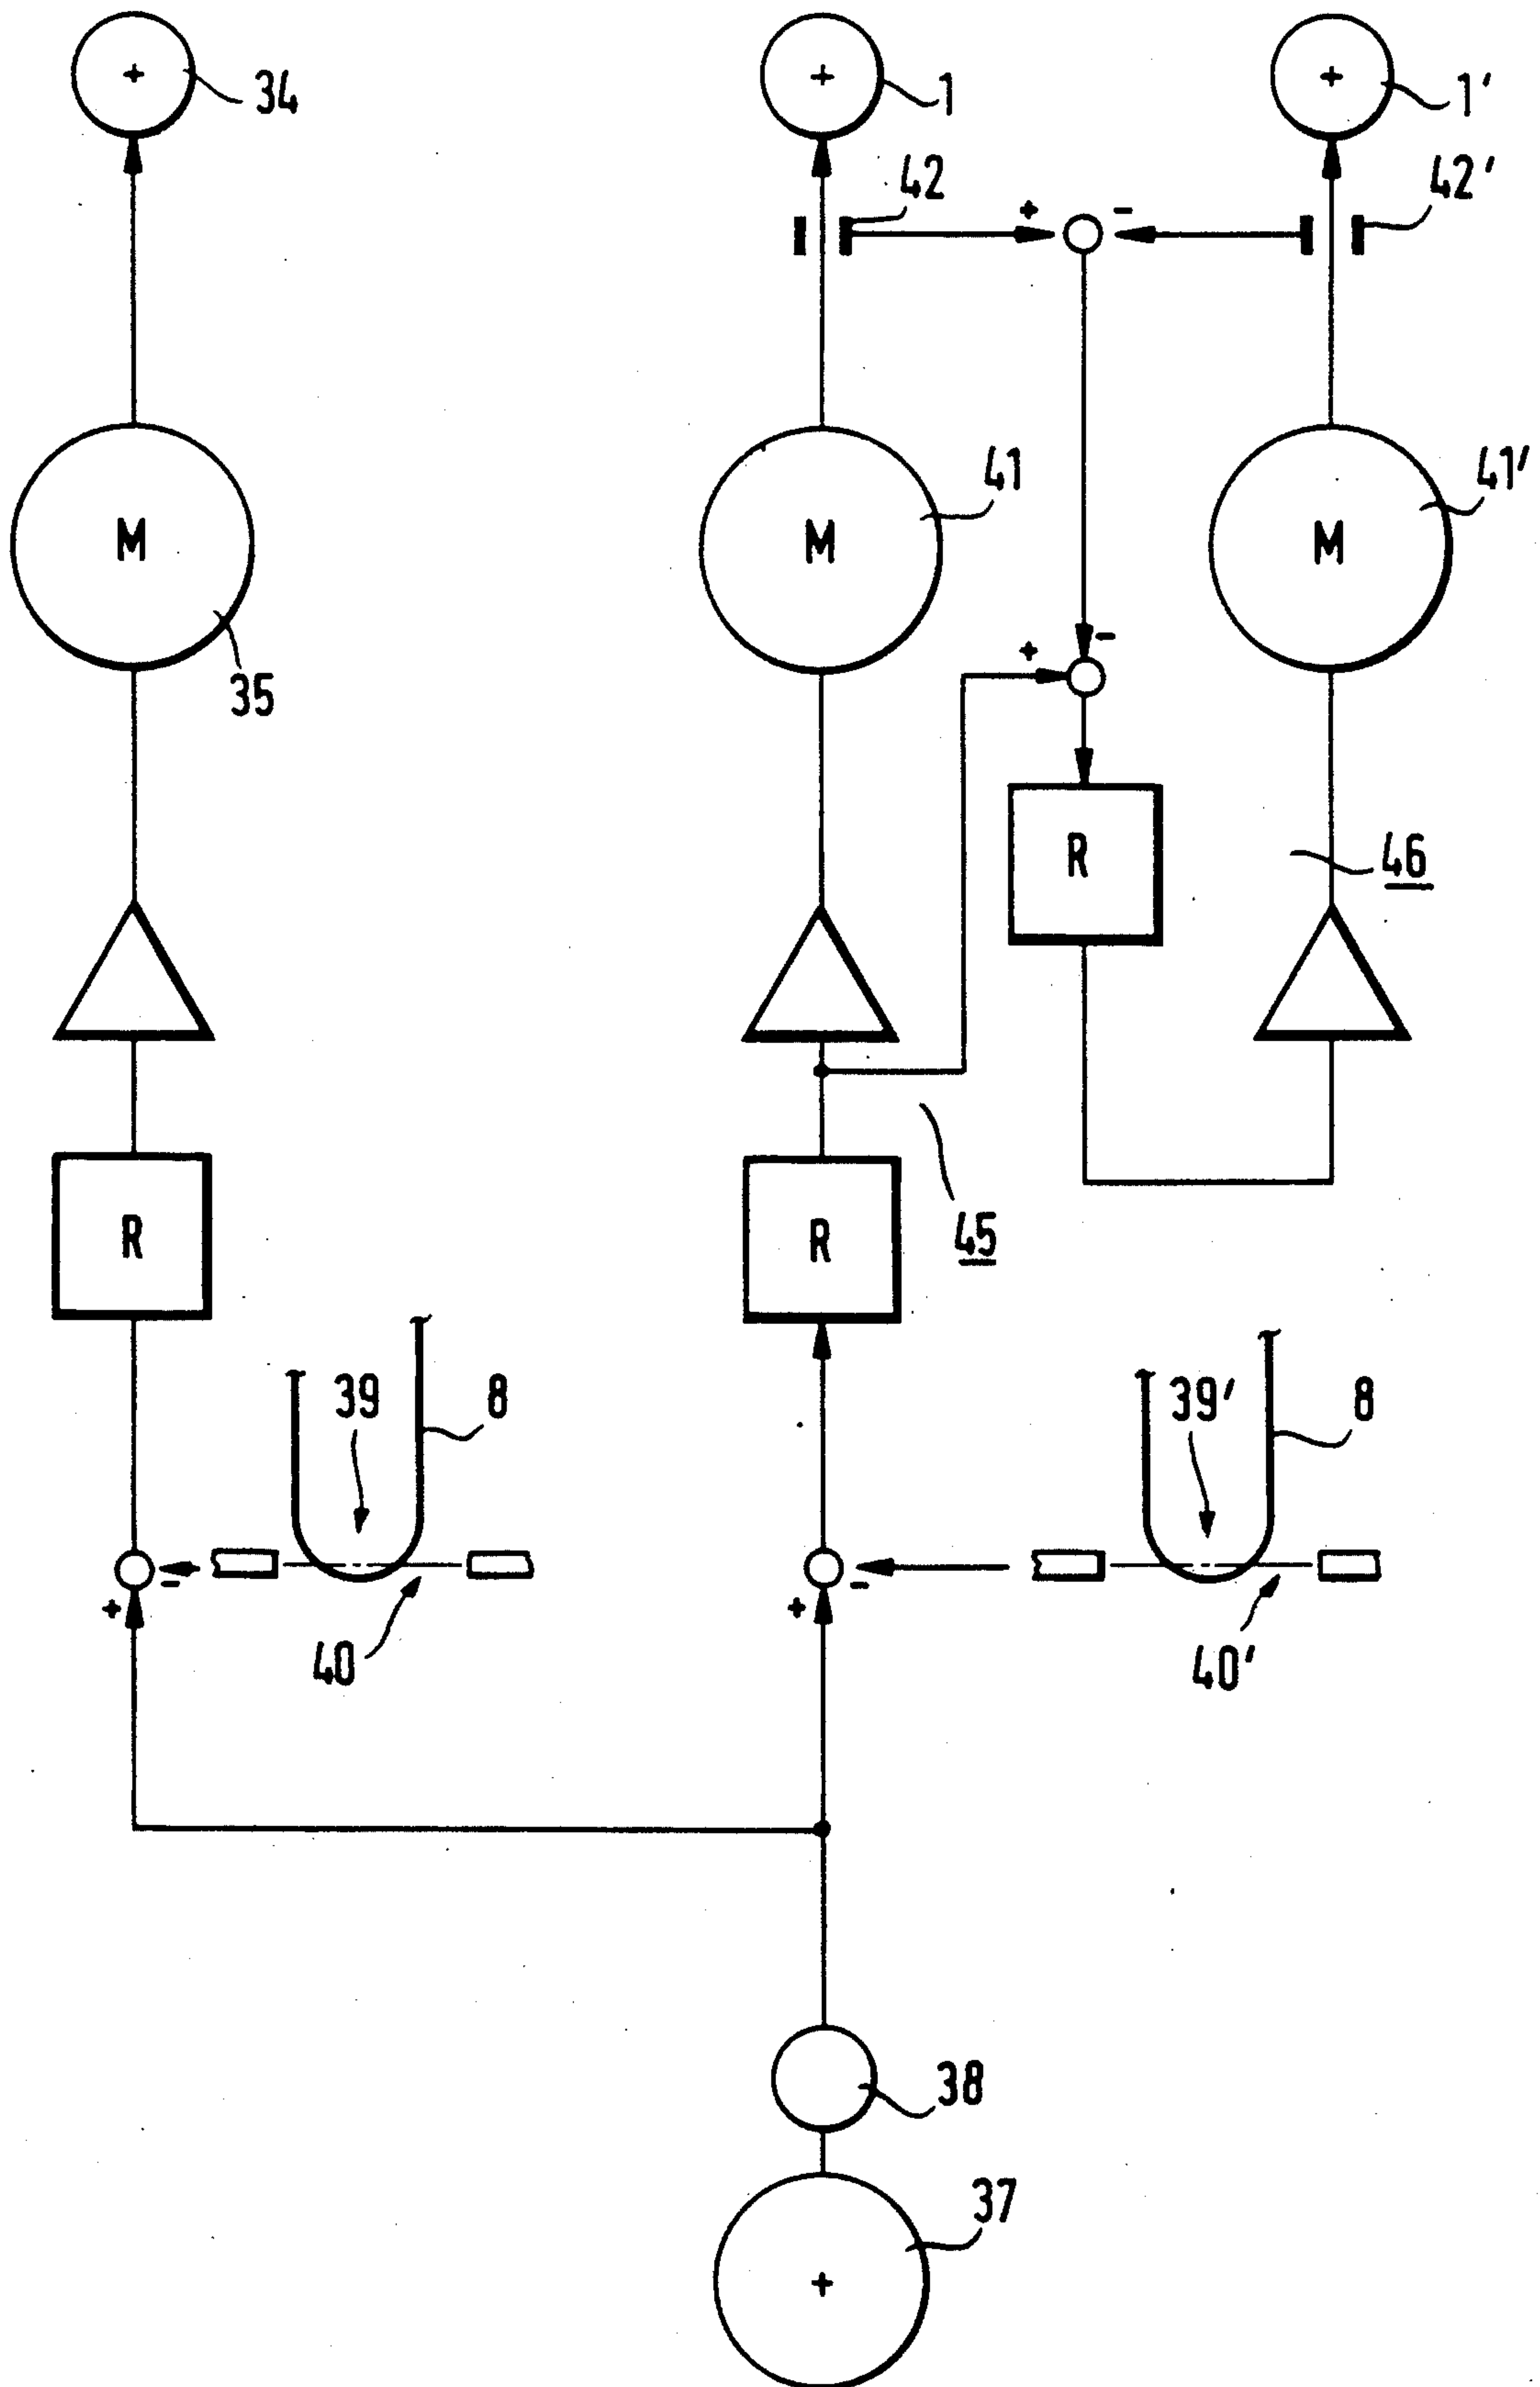 + 34 + 1 + 1'
42 42'
+ -
41 41'
M M M
35
+ -
R 46
R R 45
39 8 39' 8
- -
+ +
40 40'
38
37
+